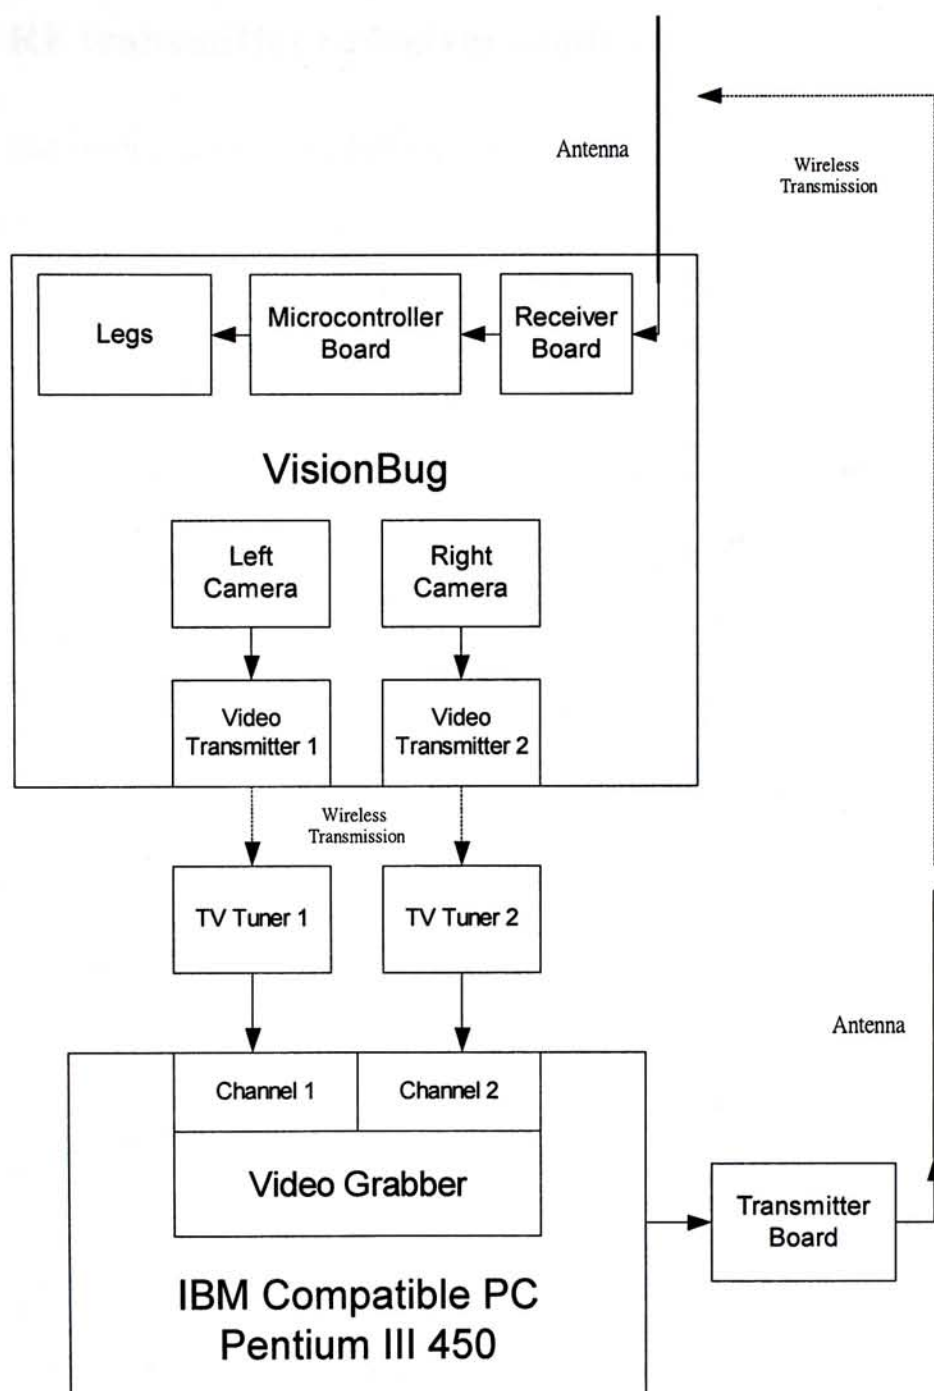 Antenna
Wireless
Transmission
Legs
Microcontroller
Board
Receiver
Board
VisionBug
Left
Camera
Right
Camera
Video
Transmitter 1
Video
Transmitter 2
Wireless
Transmission
TV Tuner 1
TV Tuner 2
Antenna
Channel 1
Channel 2
Video Grabber
Transmitter
Board
IBM Compatible PC
Pentium III 450